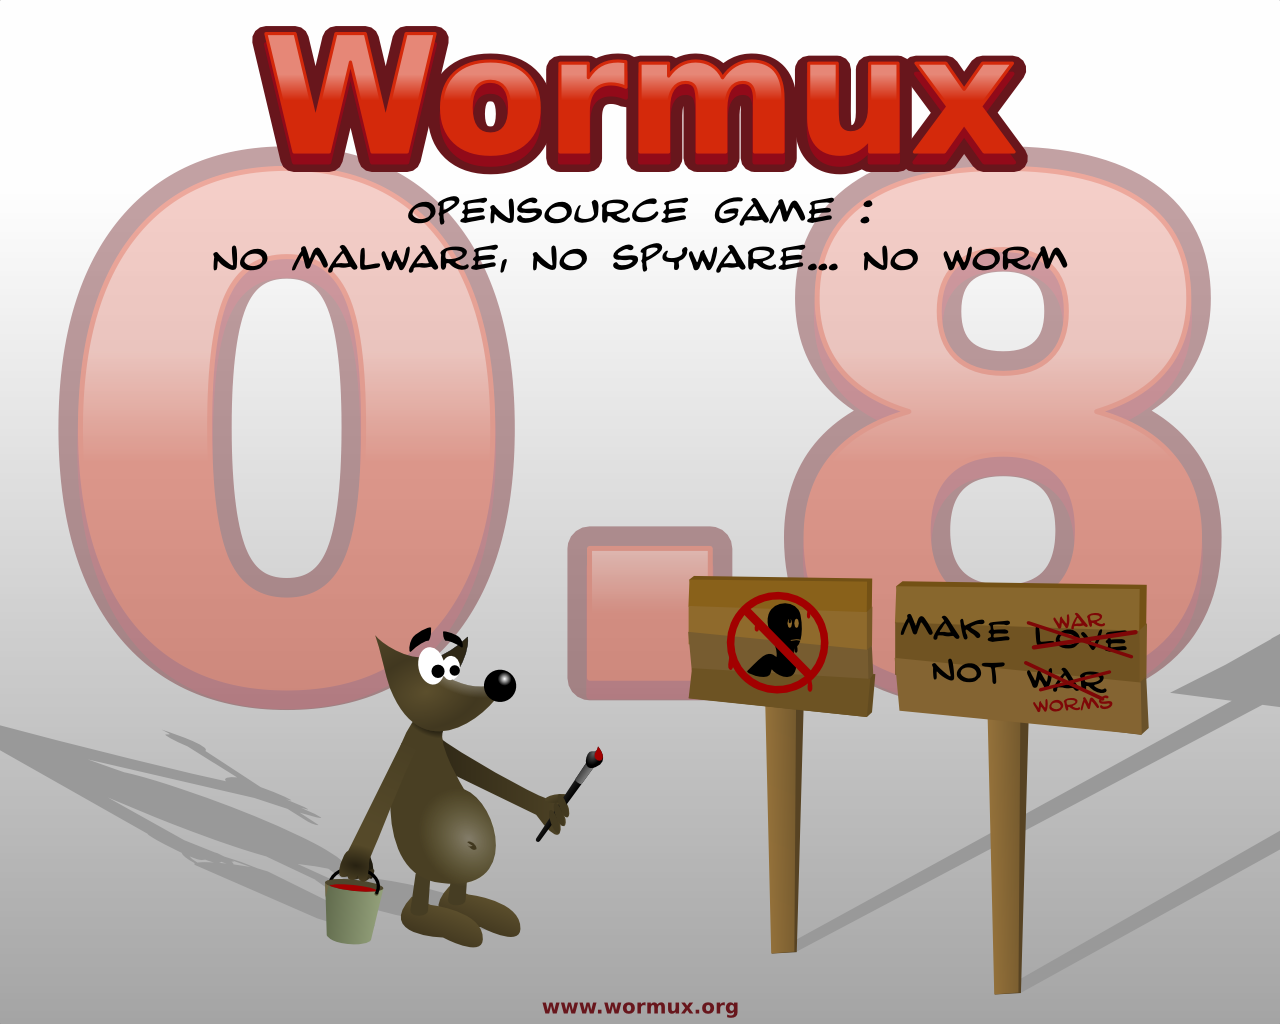 Wormux
0.8
OPENSOURCE GAME :
NO MALWARE, NO SPYWARE... NO WORM
WAR
MAKE LOVE
NOT WAR
WORMS
www.wormux.org